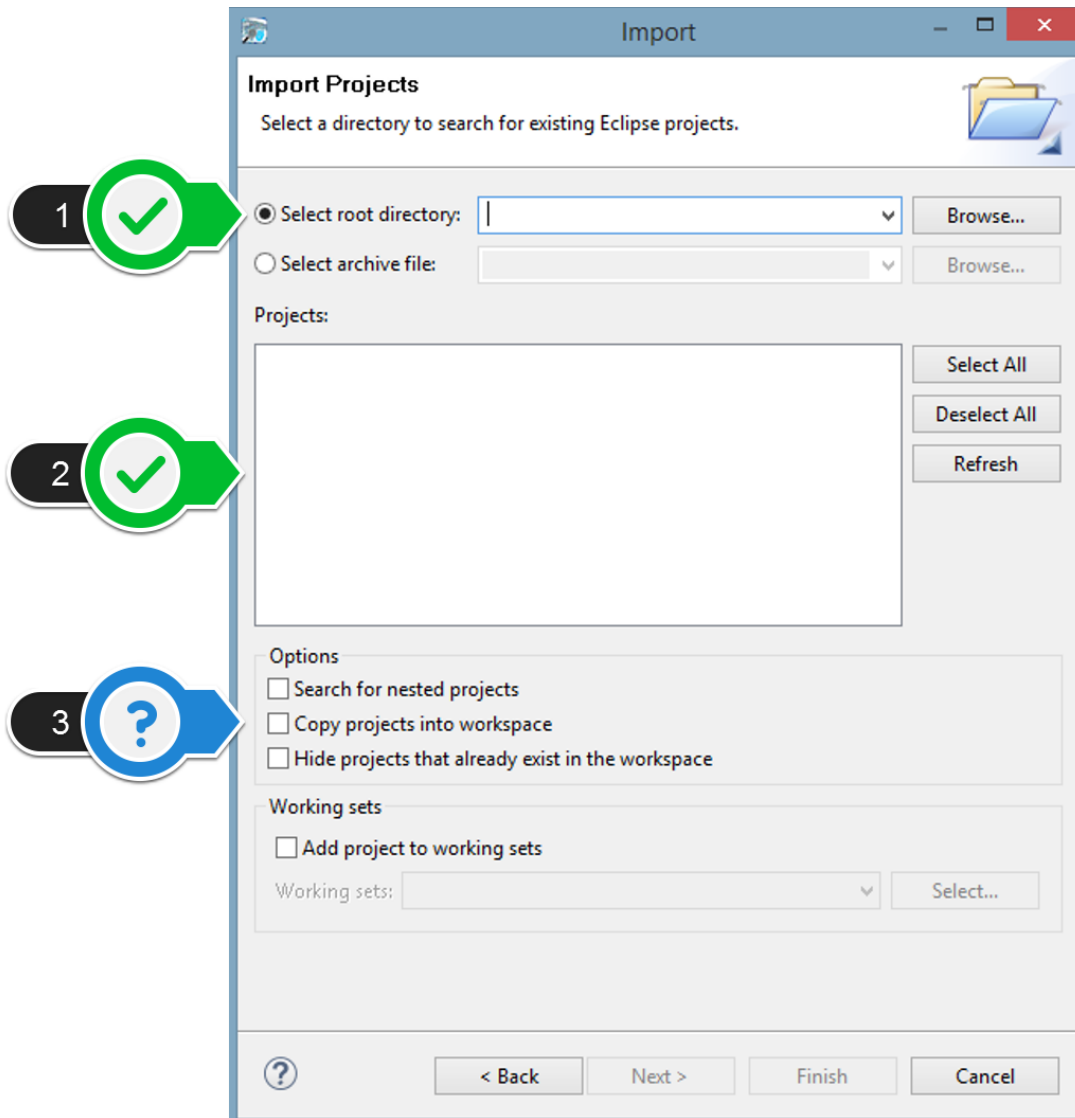 Import
Import Projects
Select a directory to search for existing Eclipse projects.
1
Select root directory: Browse...
Select archive file: Browse...
Projects:
Select All
Deselect All
2
Refresh
Options
Search for nested projects
3 ?
Copy projects into workspace
Hide projects that already exist in the workspace
Working sets
Add project to working sets
Working sets: Select...
? < Back Next > Finish Cancel